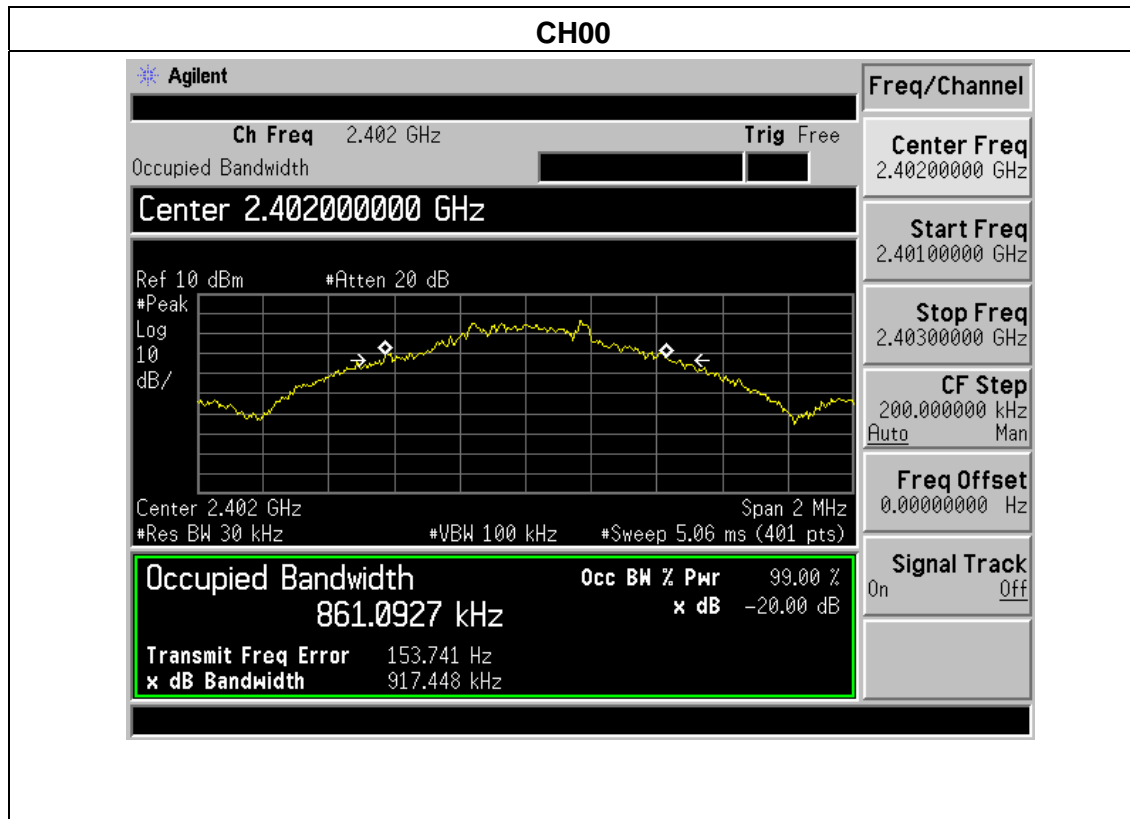 CH00
Agilent
Ch Freq 2.402 GHz Trig Free
Occupied Bandwidth
Center 2.402000000 GHz
Ref 10 dBm #Atten 20 dB
#Peak
Log
10
dB/
Center 2.402 GHz Span 2 MHz
#Res BW 30 kHz #VBW 100 kHz #Sweep 5.06 ms (401 pts)
Occupied Bandwidth Occ BW % Pwr 99.00 %
861.0927 kHz x dB -20.00 dB
Transmit Freq Error 153.741 Hz
x dB Bandwidth 917.448 kHz
Freq/Channel
Center Freq
2.40200000 GHz
Start Freq
2.40100000 GHz
Stop Freq
2.40300000 GHz
CF Step
200.000000 kHz
Auto Man
Freq Offset
0.00000000 Hz
Signal Track
On Off